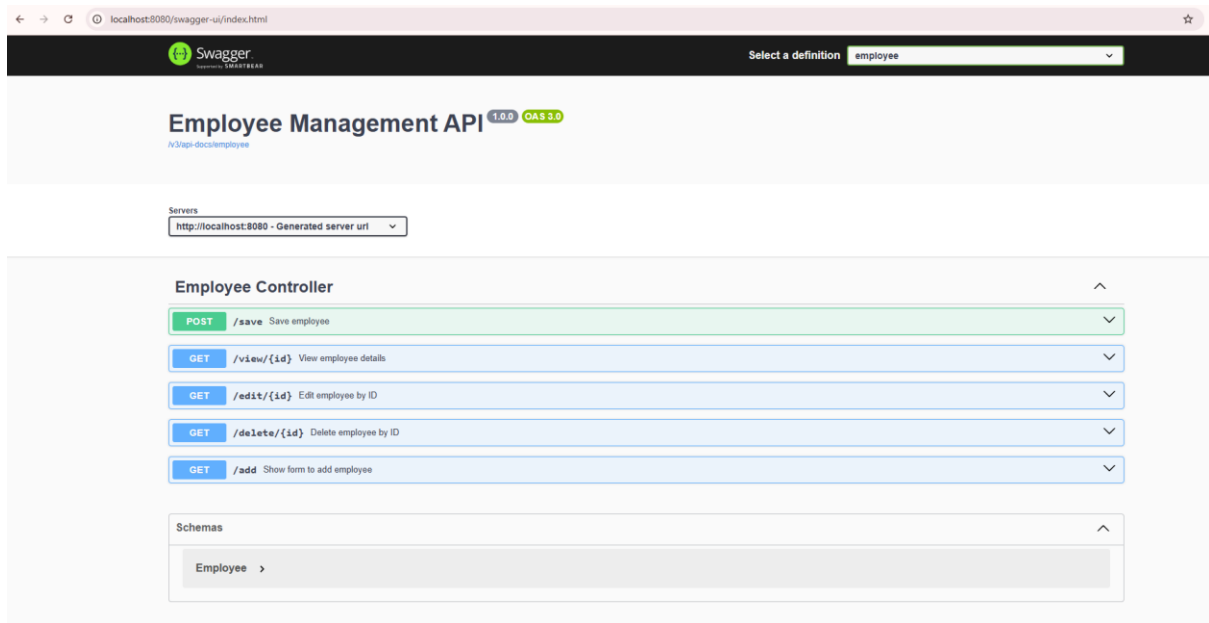 localhost:8080/swagger-ui/index.html
Swagger.
Supported by SMARTBEAR
Select a definition employee
Employee Management API 1.0.0 OAS 3.0
/v3/api-docs/employee
Servers
http://localhost:8080 - Generated server url
Employee Controller
POST /save Save employee
GET /view/{id} View employee details
GET /edit/{id} Edit employee by ID
GET /delete/{id} Delete employee by ID
GET /add Show form to add employee
Schemas
Employee